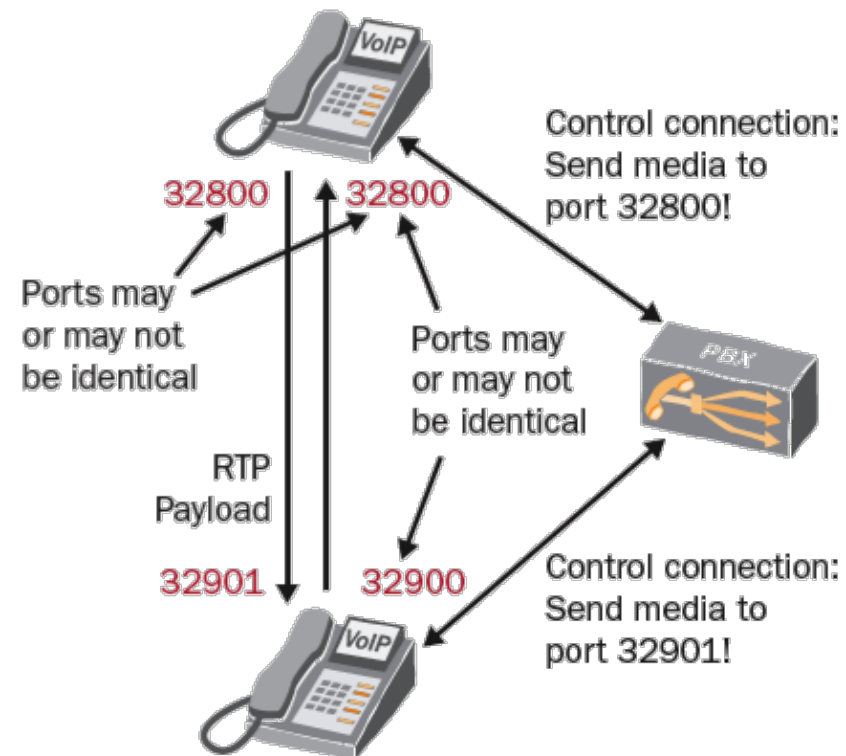 VoIP
Control connection:
Send media to
port 32800!
32800
32800
Ports may
or may not
be identical
Ports may
or may not
be identical
PBX
RTP
Payload
32901
32900
Control connection:
Send media to
port 32901!
VoIP